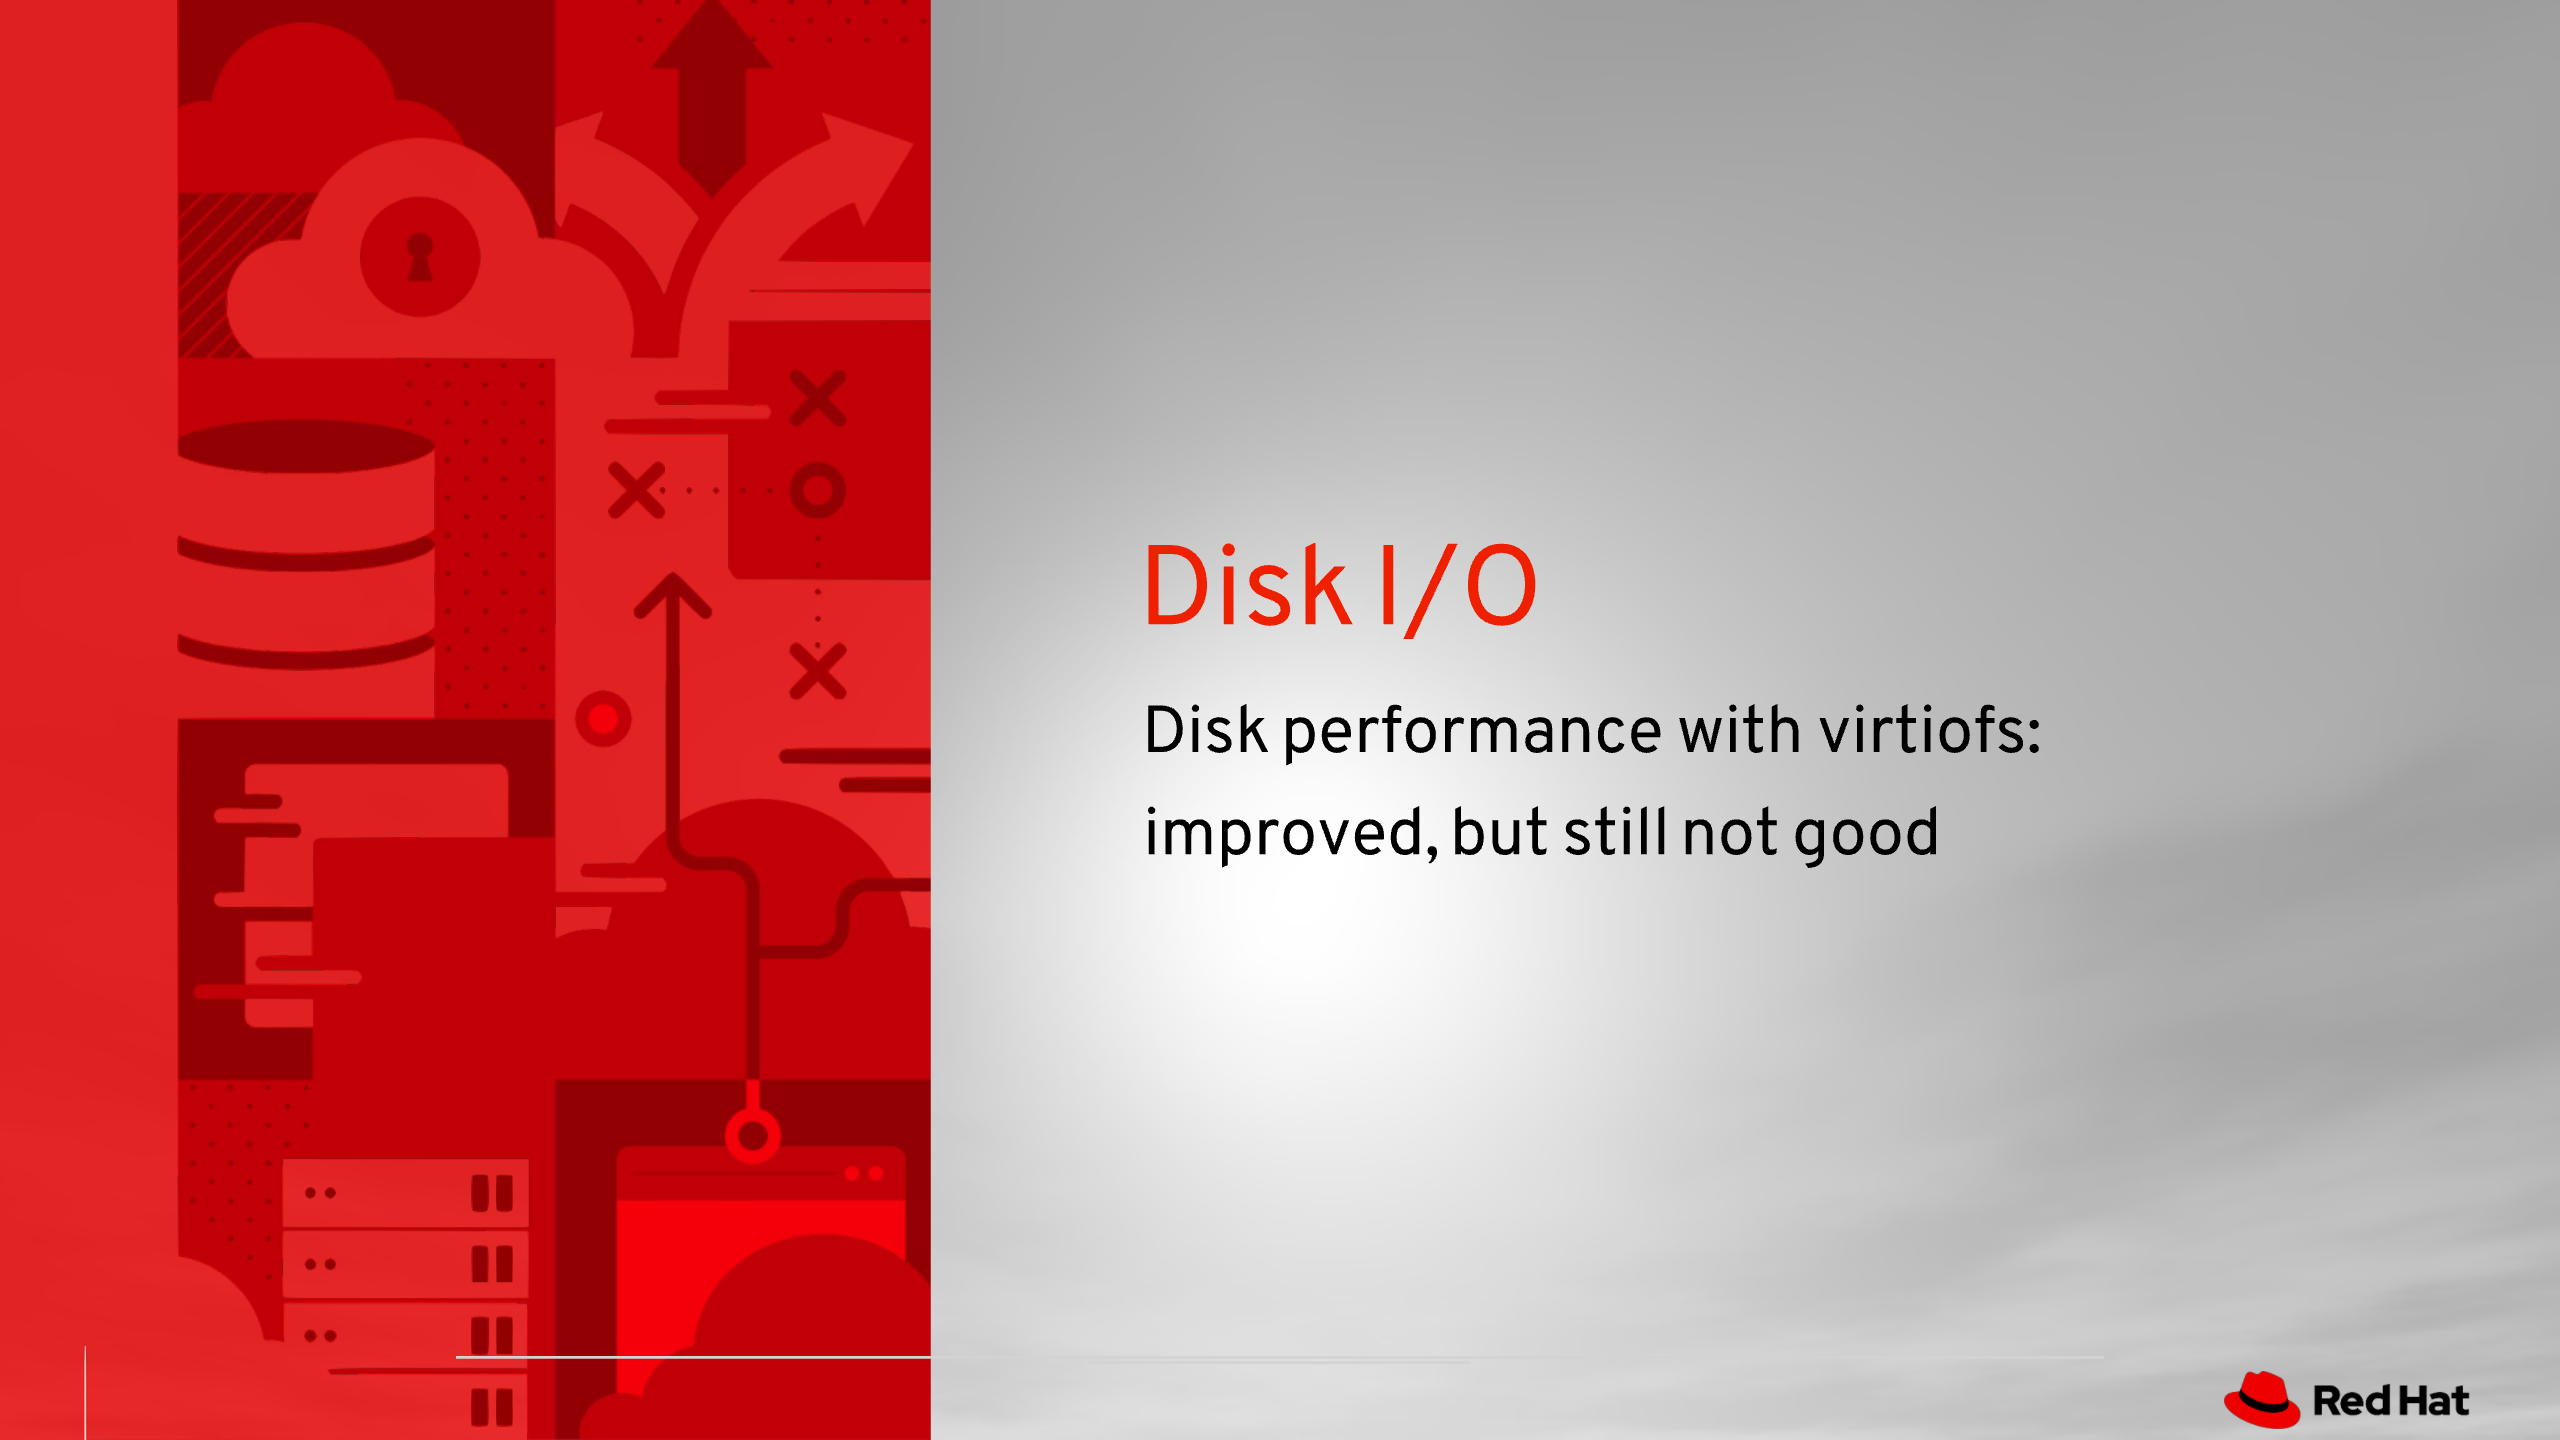 Disk I/O
Disk performance with virtiofs:
improved, but still not good
Red Hat